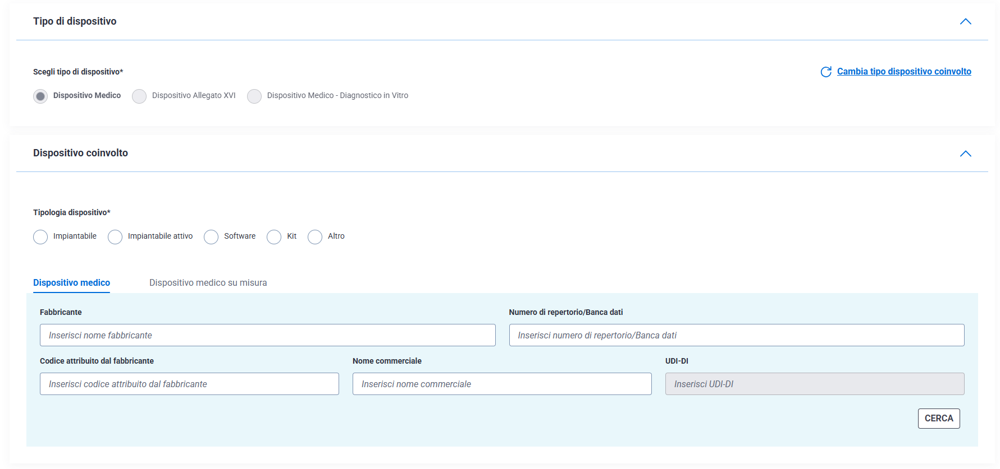 Tipo di dispositivo
Scegli tipo di dispositivo*
Cambia tipo dispositivo coinvolto
Dispositivo Medico
Dispositivo Allegato XVI
Dispositivo Medico - Diagnostico in Vitro
Dispositivo coinvolto
Tipologia dispositivo*
Impiantabile
Impiantabile attivo
Software
Kit
Altro
Dispositivo medico
Dispositivo medico su misura
Fabbricante
Numero di repertorio/Banca dati
Inserisci nome fabbricante
Inserisci numero di repertorio/Banca dati
Codice attribuito dal fabbricante
Nome commerciale
UDI-DI
Inserisci codice attribuito dal fabbricante
Inserisci nome commerciale
Inserisci UDI-DI
CERCA